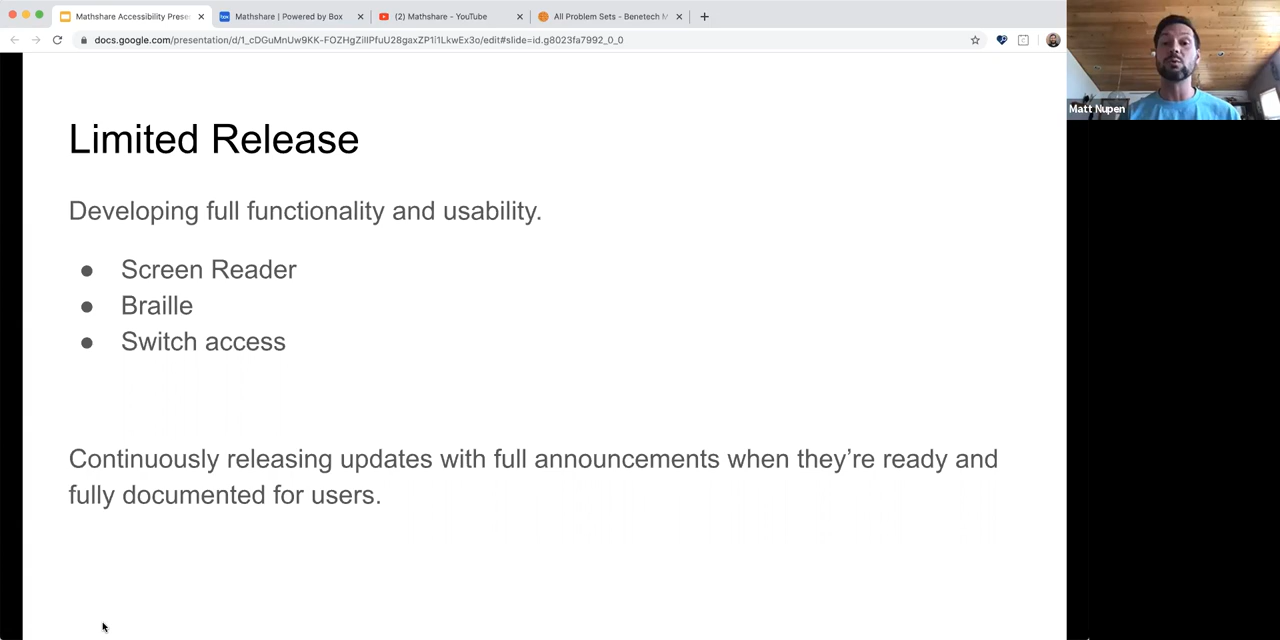 Mathshare Accessibility Prese
Mathshare | Powered by Box
(2) Mathshare - YouTube
All Problem Sets - Benetech M
docs.google.com/presentation/d/1_cDGuMnUw9KK-FOZHgZiIIPfuU28gaxZP1i1LkwEx3o/edit#slide=id.g8023fa7992_0_0
Matt Nupen
Limited Release
Developing full functionality and usability.
● Screen Reader
● Braille
● Switch access
Continuously releasing updates with full announcements when they’re ready and
fully documented for users.